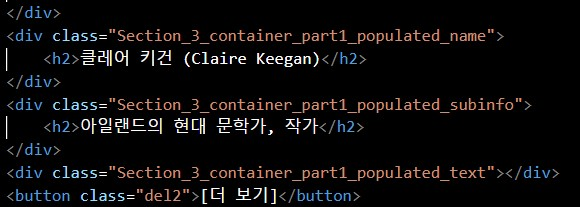 </div>
<div class="Section_3_container_part1_populated_name">
<h2>클레어 키건 (Claire Keegan)</h2>
</div>
<div class="Section_3_container_part1_populated_subinfo">
<h2>아일랜드의 현대 문학가, 작가</h2>
</div>
<div class="Section_3_container_part1_populated_text"></div>
<button class="del2">[더 보기]</button>